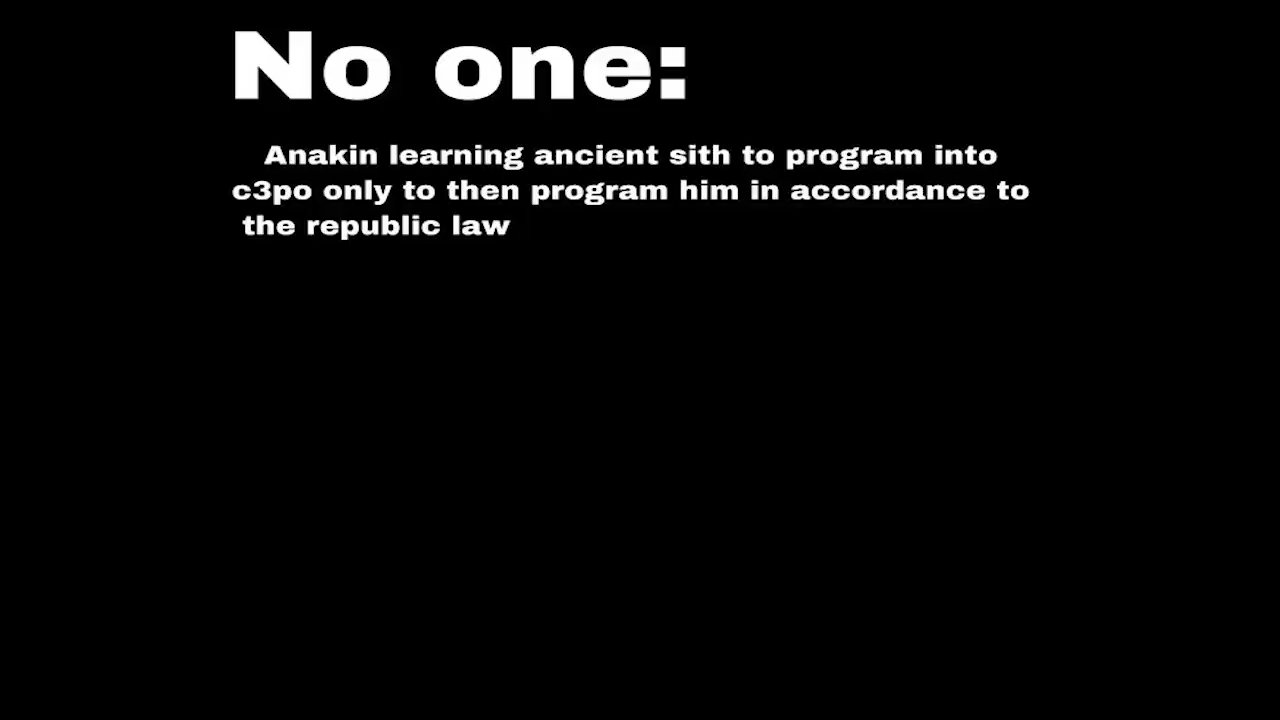 No one:
Anakin learning ancient sith to program into
c3po only to then program him in accordance to
the republic law